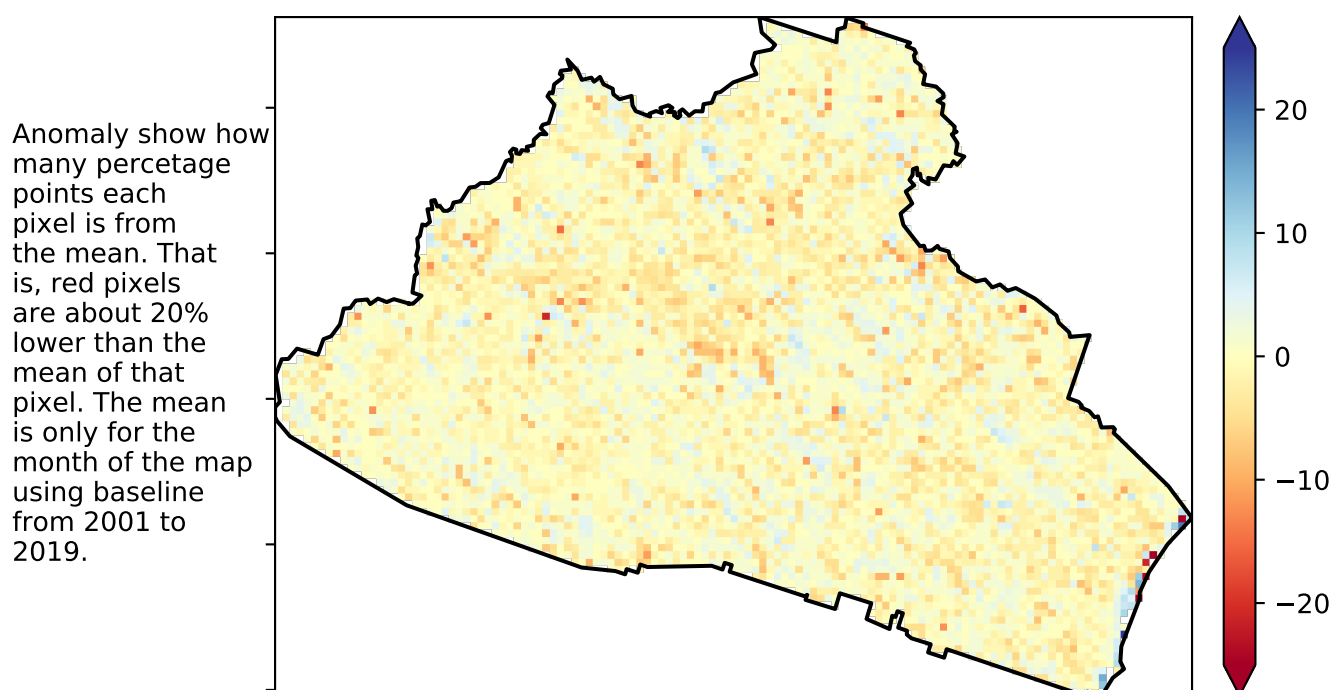 Anomaly show how
many percetage
points each
pixel is from
the mean. That
is, red pixels
are about 20%
lower than the
mean of that
pixel. The mean
is only for the
month of the map
using baseline
from 2001 to
2019.
20
10
0
−10
−20